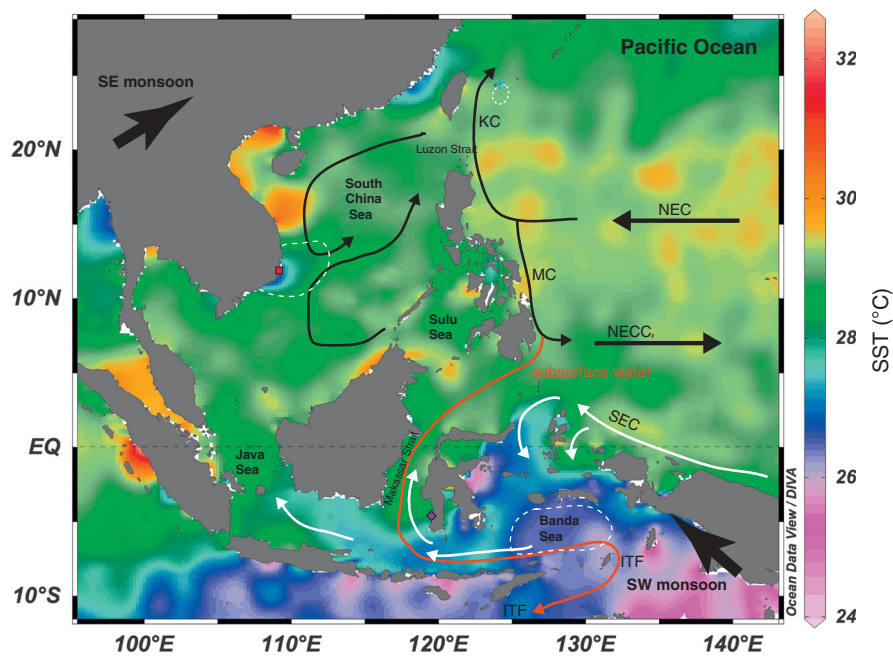 Pacific Ocean
SE monsoon
KC
Luzon Strait
South
China
Sea
NEC
MC
Sulu
Sea
NECC
subsurface water
SEC
Makassar Strait
Java
Sea
Banda
Sea
ITF
SW monsoon
ITF
Ocean Data View / DIVA
20°N
10°N
EQ
10°S
100°E
110°E
120°E
130°E
140°E
32
30
28
26
24
SST (°C)